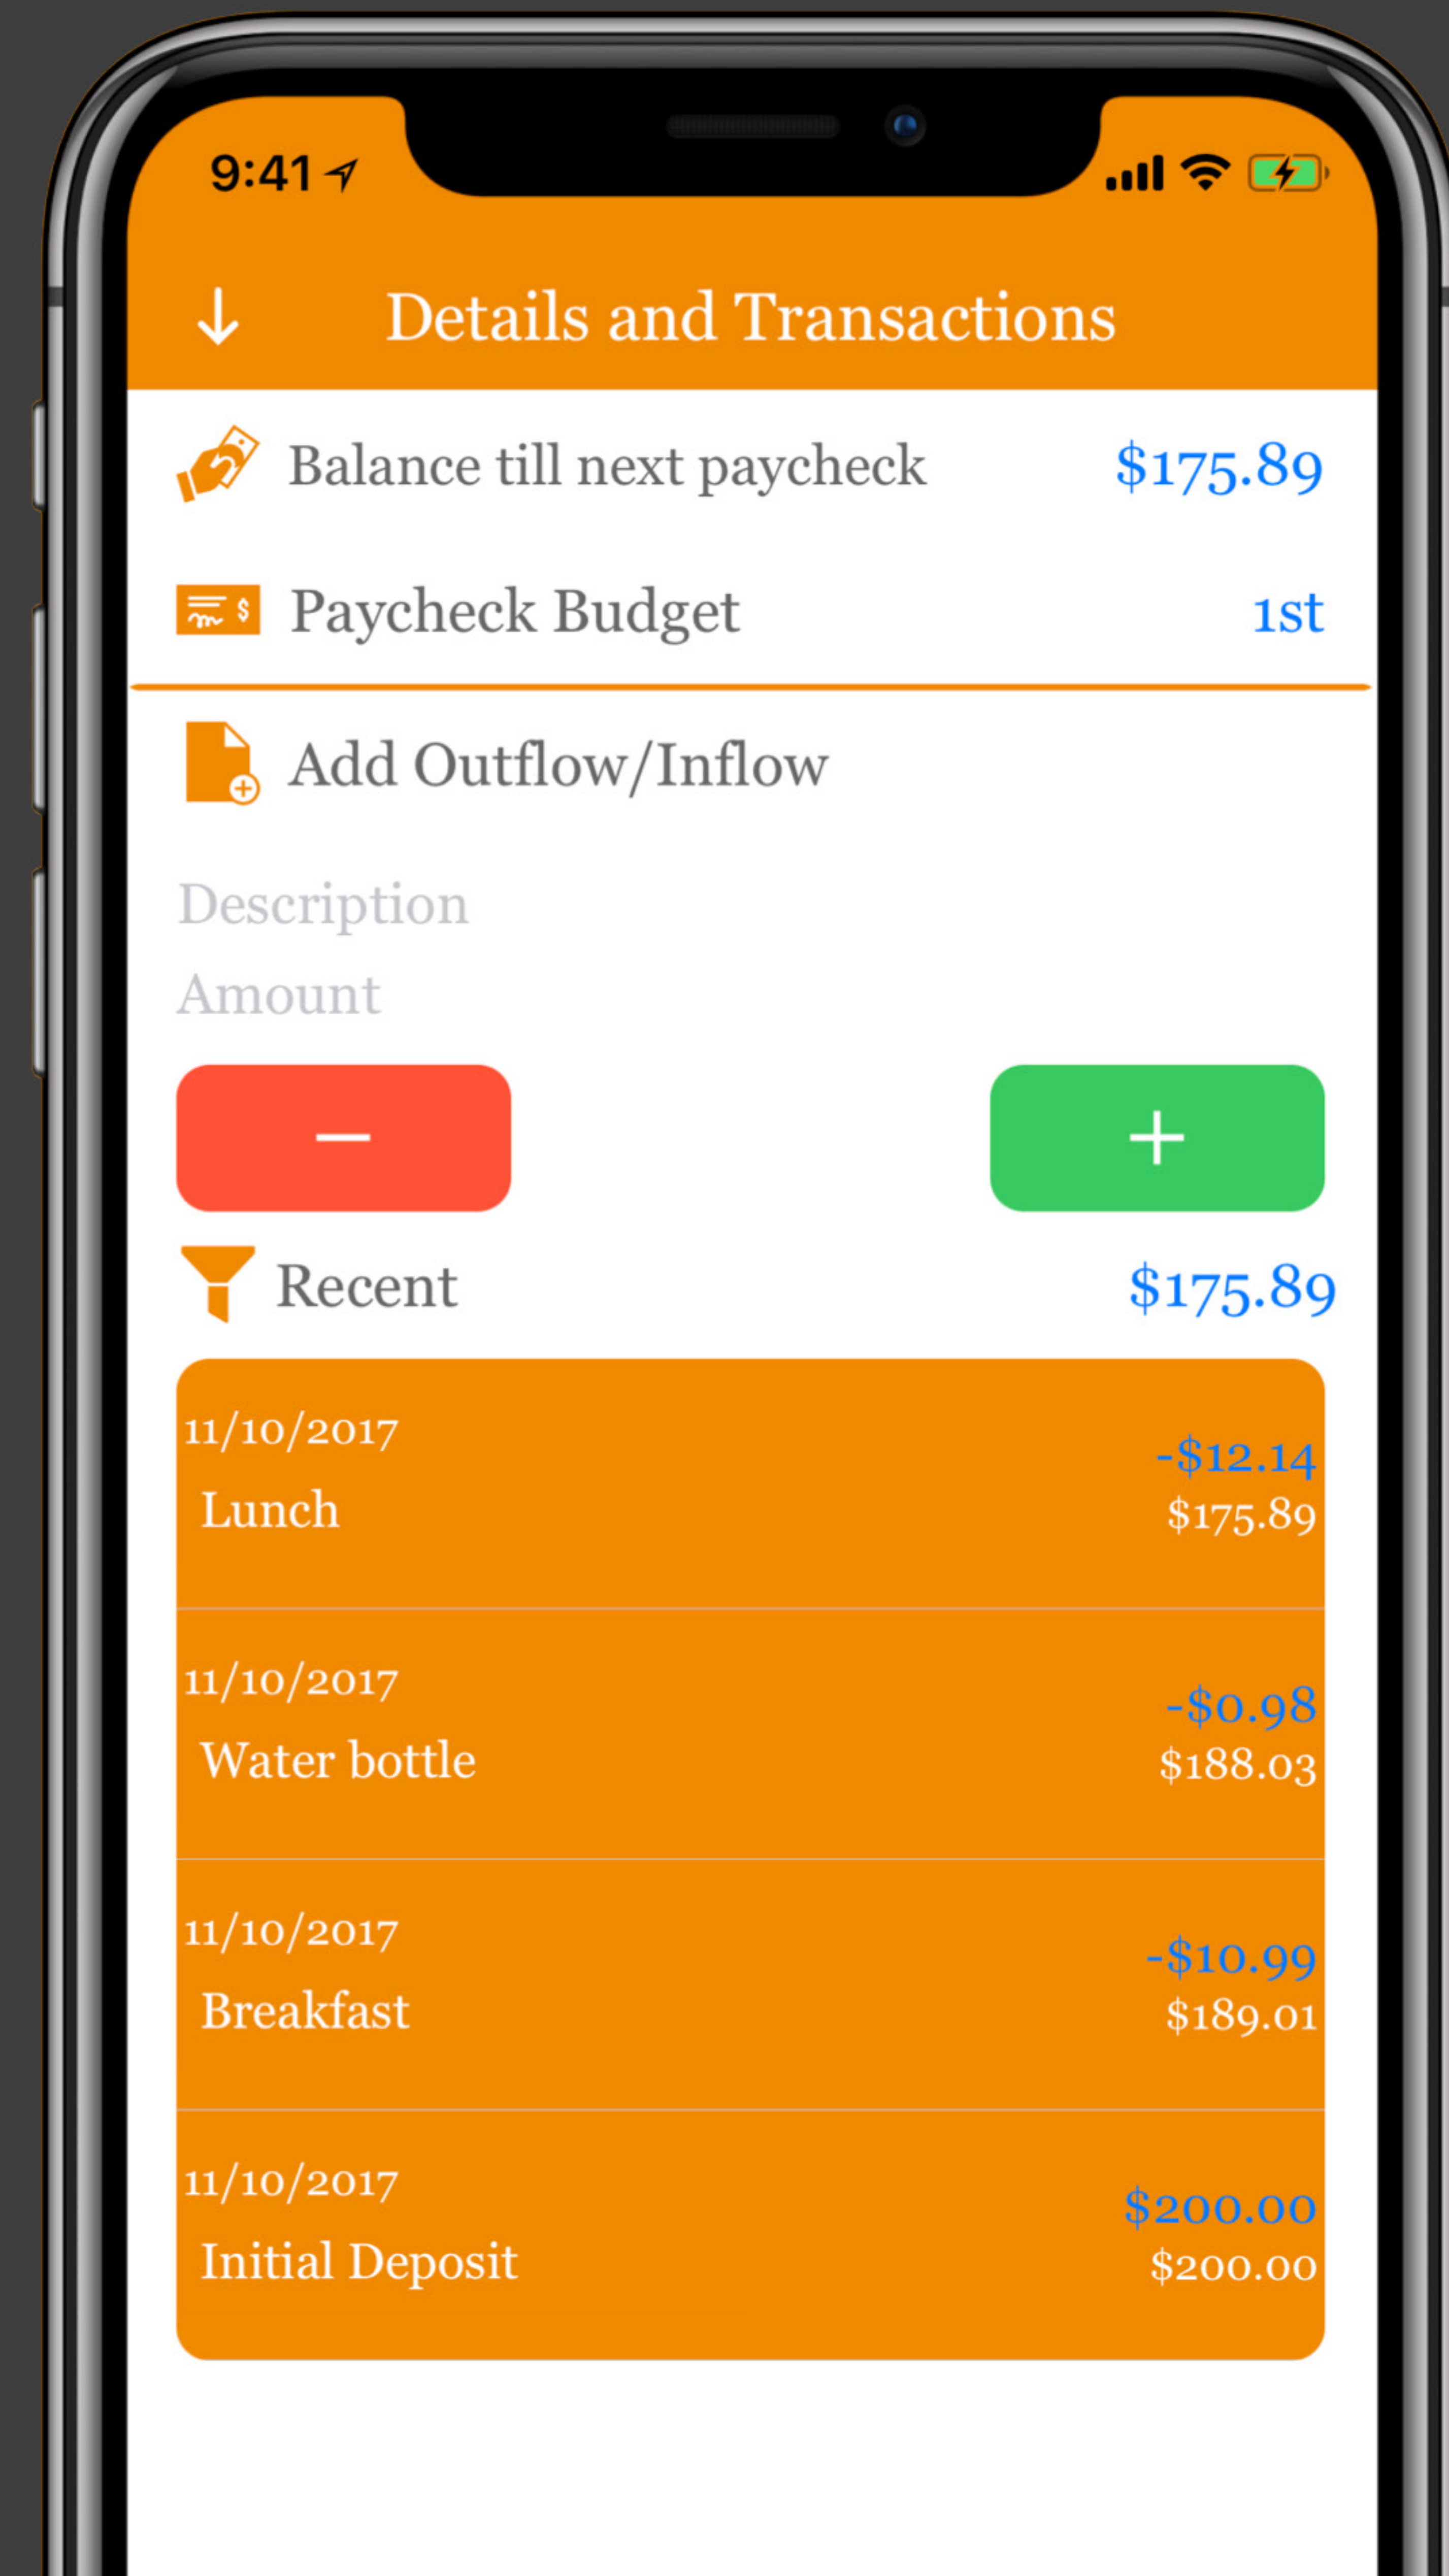 9:41
Details and Transactions
Balance till next paycheck $175.89
Paycheck Budget 1st
Add Outflow/Inflow
Description
Amount
− +
Recent $175.89
11/10/2017
-$12.14
Lunch $175.89
11/10/2017
-$0.98
Water bottle $188.03
11/10/2017
-$10.99
Breakfast $189.01
11/10/2017
$200.00
Initial Deposit $200.00